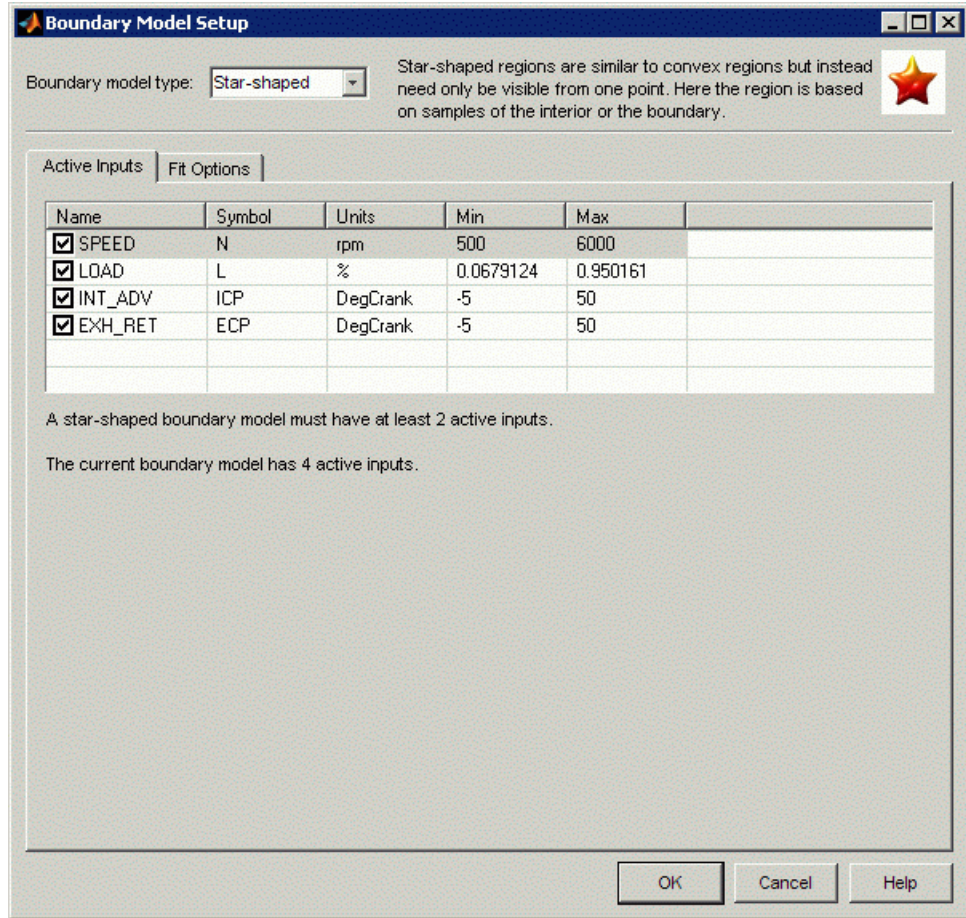 Boundary Model Setup
Boundary model type: Star-shaped
Star-shaped regions are similar to convex regions but instead
need only be visible from one point. Here the region is based
on samples of the interior or the boundary.
Active Inputs Fit Options
Name Symbol Units Min Max
SPEED N rpm 500 6000
LOAD L % 0.0679124 0.950161
INT_ADV ICP DegCrank -5 50
EXH_RET ECP DegCrank -5 50
A star-shaped boundary model must have at least 2 active inputs.
The current boundary model has 4 active inputs.
OK Cancel Help